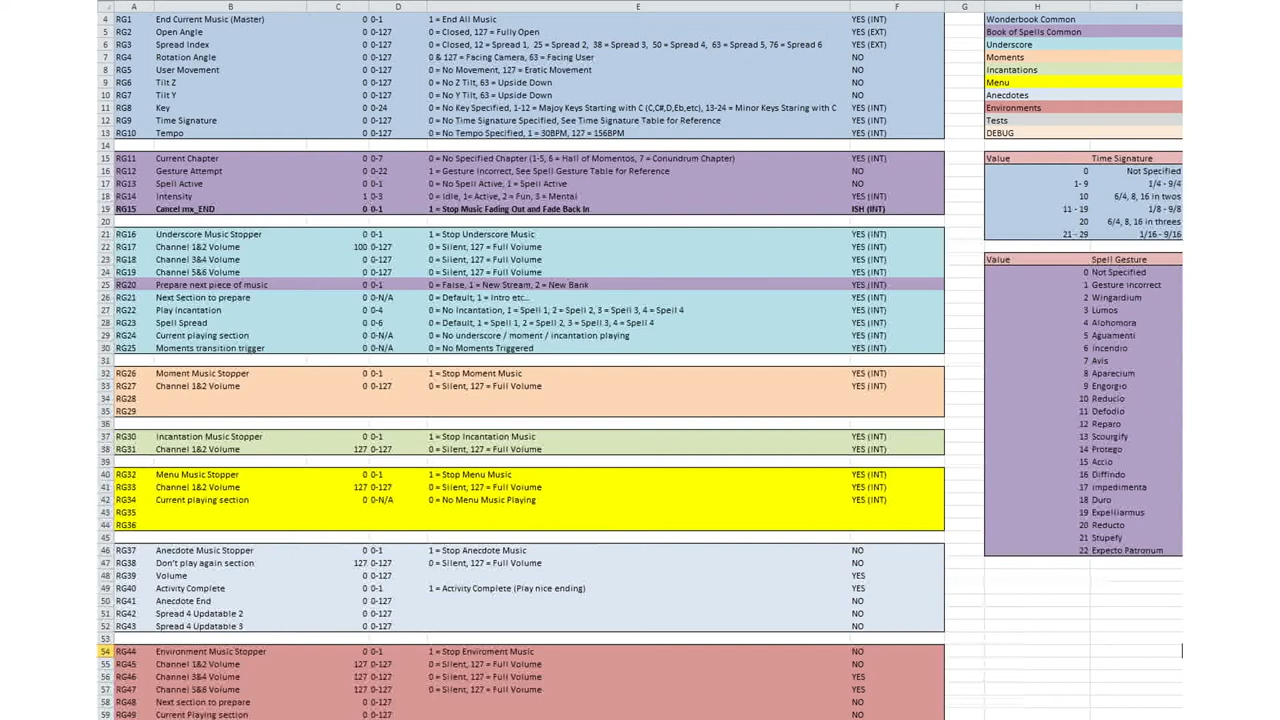 A B C D E F G H I
4 RG1 End Current Music (Master) 0 0-1 1 = End All Music YES (INT) Wonderbook Common
5 RG2 Open Angle 0 0-127 0 = Closed, 127 = Fully Open YES (EXT) Book of Spells Common
6 RG3 Spread Index 0 0-127 0 = Closed, 12 = Spread 1, 25 = Spread 2, 38 = Spread 3, 50 = Spread 4, 63 = Spread 5, 76 = Spread 6 YES (EXT) Underscore
7 RG4 Rotation Angle 0 0-127 0 & 127 = Facing Camera, 63 = Facing User NO Moments
8 RG5 User Movement 0 0-127 0 = No Movement, 127 = Eratic Movement NO Incantations
9 RG6 Tilt Z 0 0-127 0 = No Z Tilt, 63 = Upside Down NO Menu
10 RG7 Tilt Y 0 0-127 0 = No Y Tilt, 63 = Upside Down NO Anecdotes
11 RG8 Key 0 0-24 0 = No Key Specified, 1-12 = Majoy Keys Starting with C (C,C#,D,Eb,etc), 13-24 = Minor Keys Staring with C YES (INT) Environments
12 RG9 Time Signature 0 0-127 0 = No Time Signature Specified, See Time Signature Table for Reference YES (INT) Tests
13 RG10 Tempo 0 0-127 0 = No Tempo Specified, 1 = 30BPM, 127 = 156BPM YES (INT) DEBUG
14
15 RG11 Current Chapter 0 0-7 0 = No Specified Chapter (1-5, 6 = Hall of Momentos, 7 = Conundrum Chapter) YES (INT) Value Time Signature
16 RG12 Gesture Attempt 0 0-22 1 = Gesture Incorrect, See Spell Gesture Table for Reference NO 0 Not Specified
17 RG13 Spell Active 0 0-1 0 = No Spell Active, 1 = Spell Active NO 1- 9 1/4 - 9/4
18 RG14 Intensity 1 0-3 0 = Idle, 1= Active, 2 = Fun, 3 = Mental YES (INT) 10 6/4, 8, 16 in twos
19 RG15 Cancel mx_END 0 0-1 1 = Stop Music Fading Out and Fade Back In ISH (INT) 11 - 19 1/8 - 9/8
20 20 6/4, 8, 16 in threes
21 RG16 Underscore Music Stopper 0 0-1 1 = Stop Underscore Music YES (INT) 21 - 29 1/16 - 9/16
22 RG17 Channel 1&2 Volume 100 0-127 0 = Silent, 127 = Full Volume YES (INT)
23 RG18 Channel 3&4 Volume 0 0-127 0 = Silent, 127 = Full Volume YES (INT) Value Spell Gesture
24 RG19 Channel 5&6 Volume 0 0-127 0 = Silent, 127 = Full Volume YES (INT) 0 Not Specified
25 RG20 Prepare next piece of music 0 0-1 0 = False, 1 = New Stream, 2 = New Bank YES (INT) 1 Gesture Incorrect
26 RG21 Next Section to prepare 0 0-N/A 0 = Default, 1 = Intro etc... YES (INT) 2 Wingardium
27 RG22 Play incantation 0 0-4 0 = No Incantation, 1 = Spell 1, 2 = Spell 2, 3 = Spell 3, 4 = Spell 4 YES (INT) 3 Lumos
28 RG23 Spell Spread 0 0-6 0 = Default, 1 = Spell 1, 2 = Spell 2, 3 = Spell 3, 4 = Spell 4 YES (INT) 4 Alohomora
29 RG24 Current playing section 0 0-N/A 0 = No underscore / moment / incantation playing YES (INT) 5 Aguamenti
30 RG25 Moments transition trigger 0 0-N/A 0 = No Moments Triggered YES (INT) 6 Incendio
31 7 Avis
32 RG26 Moment Music Stopper 0 0-1 1 = Stop Moment Music YES (INT) 8 Aparecium
33 RG27 Channel 1&2 Volume 0 0-127 0 = Silent, 127 = Full Volume YES (INT) 9 Engorgio
34 RG28 10 Reducio
35 RG29 11 Defodio
36 12 Reparo
37 RG30 Incantation Music Stopper 0 0-1 1 = Stop Incantation Music YES (INT) 13 Scourgify
38 RG31 Channel 1&2 Volume 127 0-127 0 = Silent, 127 = Full Volume YES (INT) 14 Protego
39 15 Accio
40 RG32 Menu Music Stopper 0 0-1 1 = Stop Menu Music YES (INT) 16 Diffindo
41 RG33 Channel 1&2 Volume 127 0-127 0 = Silent, 127 = Full Volume YES (INT) 17 Impedimenta
42 RG34 Current playing section 0 0-N/A 0 = No Menu Music Playing YES (INT) 18 Duro
43 RG35 19 Expelliarmus
44 RG36 20 Reducto
45 21 Stupefy
46 RG37 Anecdote Music Stopper 0 0-1 1 = Stop Anecdote Music NO 22 Expecto Patronum
47 RG38 Don't play again section 127 0-127 0 = Silent, 127 = Full Volume NO
48 RG39 Volume 0 0-127 YES
49 RG40 Activity Complete 0 0-1 1 = Activity Complete (Play nice ending) YES
50 RG41 Anecdote End 0 0-127 NO
51 RG42 Spread 4 Updatable 2 0 0-127 NO
52 RG43 Spread 4 Updatable 3 0 0-127 NO
53
54 RG44 Environment Music Stopper 0 0-1 1 = Stop Enviroment Music NO
55 RG45 Channel 1&2 Volume 127 0-127 0 = Silent, 127 = Full Volume YES
56 RG46 Channel 3&4 Volume 127 0-127 0 = Silent, 127 = Full Volume YES
57 RG47 Channel 5&6 Volume 127 0-127 0 = Silent, 127 = Full Volume YES
58 RG48 Next section to prepare 0 0-127 NO
59 RG49 Current Playing section 0 0-127 NO